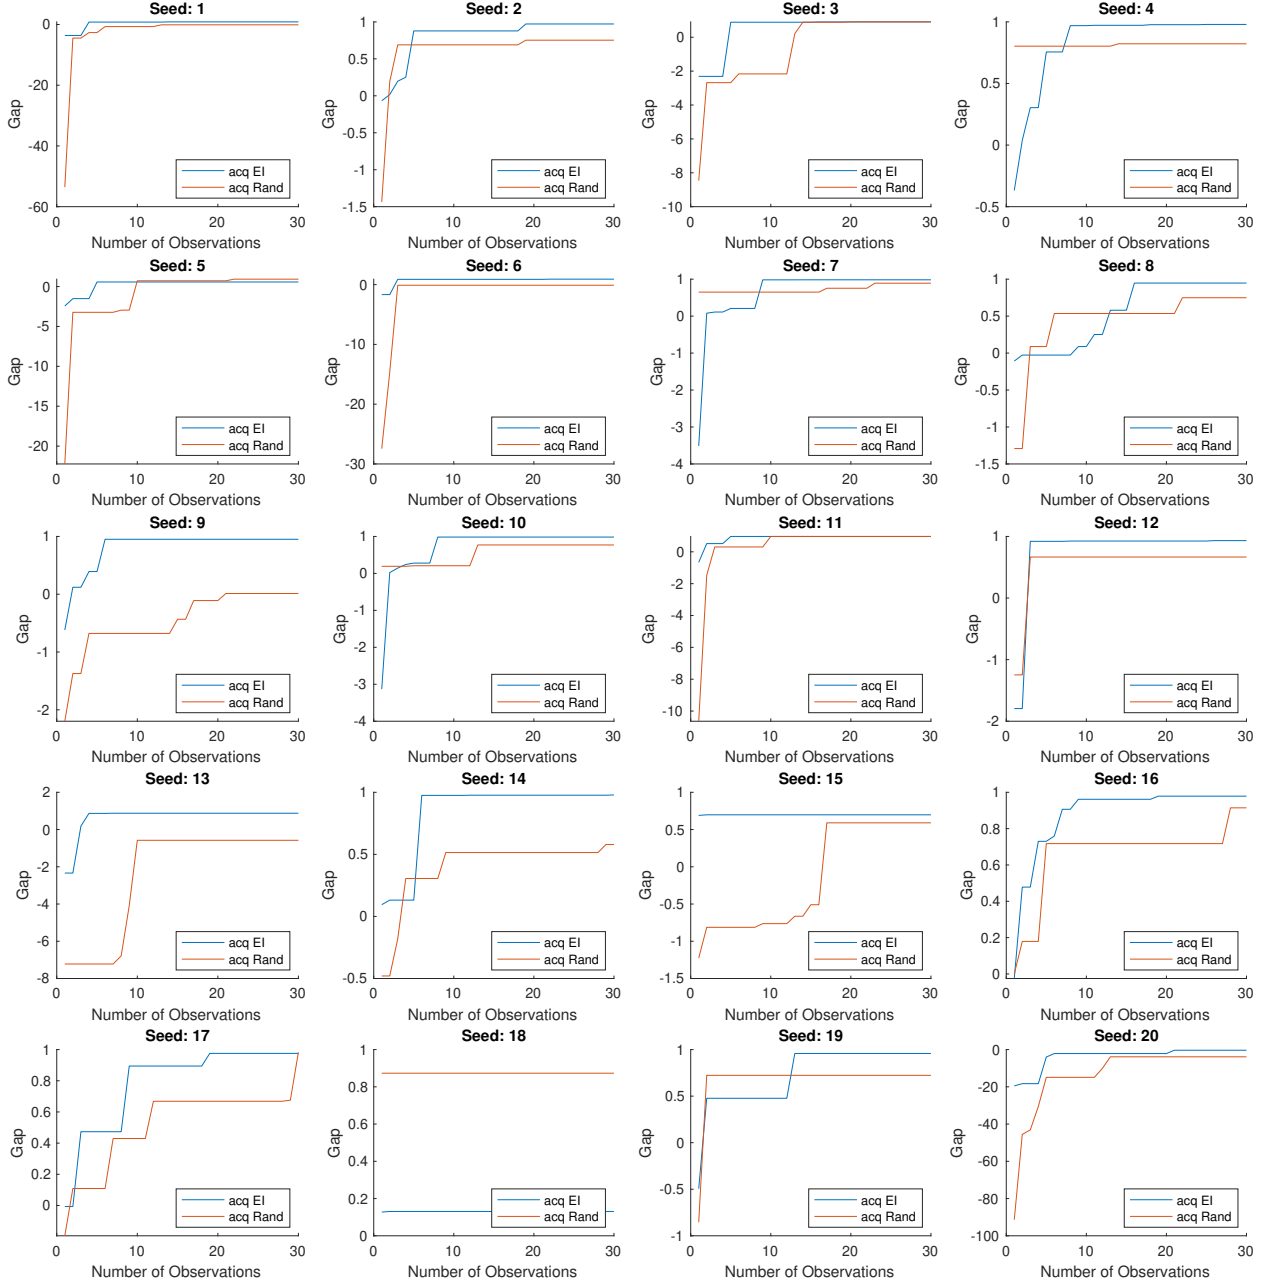 Seed: 1
0
-20
-40
-60
Gap
acq EI
acq Rand
0 10 20 30
Number of Observations
Seed: 2
1
0.5
0
-0.5
-1
-1.5
Gap
acq EI
acq Rand
0 10 20 30
Number of Observations
Seed: 3
0
-2
-4
-6
-8
-10
Gap
acq EI
acq Rand
0 10 20 30
Number of Observations
Seed: 4
1
0.5
0
-0.5
Gap
acq EI
acq Rand
0 10 20 30
Number of Observations
Seed: 5
0
-5
-10
-15
-20
Gap
acq EI
acq Rand
0 10 20 30
Number of Observations
Seed: 6
0
-10
-20
-30
Gap
acq EI
acq Rand
0 10 20 30
Number of Observations
Seed: 7
1
0
-1
-2
-3
-4
Gap
acq EI
acq Rand
0 10 20 30
Number of Observations
Seed: 8
1
0.5
0
-0.5
-1
-1.5
Gap
acq EI
acq Rand
0 10 20 30
Number of Observations
Seed: 9
1
0
-1
-2
Gap
acq EI
acq Rand
0 10 20 30
Number of Observations
Seed: 10
1
0
-1
-2
-3
-4
Gap
acq EI
acq Rand
0 10 20 30
Number of Observations
Seed: 11
0
-2
-4
-6
-8
-10
Gap
acq EI
acq Rand
0 10 20 30
Number of Observations
Seed: 12
1
0
-1
-2
Gap
acq EI
acq Rand
0 10 20 30
Number of Observations
Seed: 13
2
0
-2
-4
-6
-8
Gap
acq EI
acq Rand
0 10 20 30
Number of Observations
Seed: 14
1
0.5
0
-0.5
Gap
acq EI
acq Rand
0 10 20 30
Number of Observations
Seed: 15
1
0.5
0
-0.5
-1
-1.5
Gap
acq EI
acq Rand
0 10 20 30
Number of Observations
Seed: 16
1
0.8
0.6
0.4
0.2
0
Gap
acq EI
acq Rand
0 10 20 30
Number of Observations
Seed: 17
1
0.8
0.6
0.4
0.2
0
Gap
acq EI
acq Rand
0 10 20 30
Number of Observations
Seed: 18
1
0.8
0.6
0.4
0.2
0
Gap
acq EI
acq Rand
0 10 20 30
Number of Observations
Seed: 19
1
0.5
0
-0.5
-1
Gap
acq EI
acq Rand
0 10 20 30
Number of Observations
Seed: 20
0
-20
-40
-60
-80
-100
Gap
acq EI
acq Rand
0 10 20 30
Number of Observations